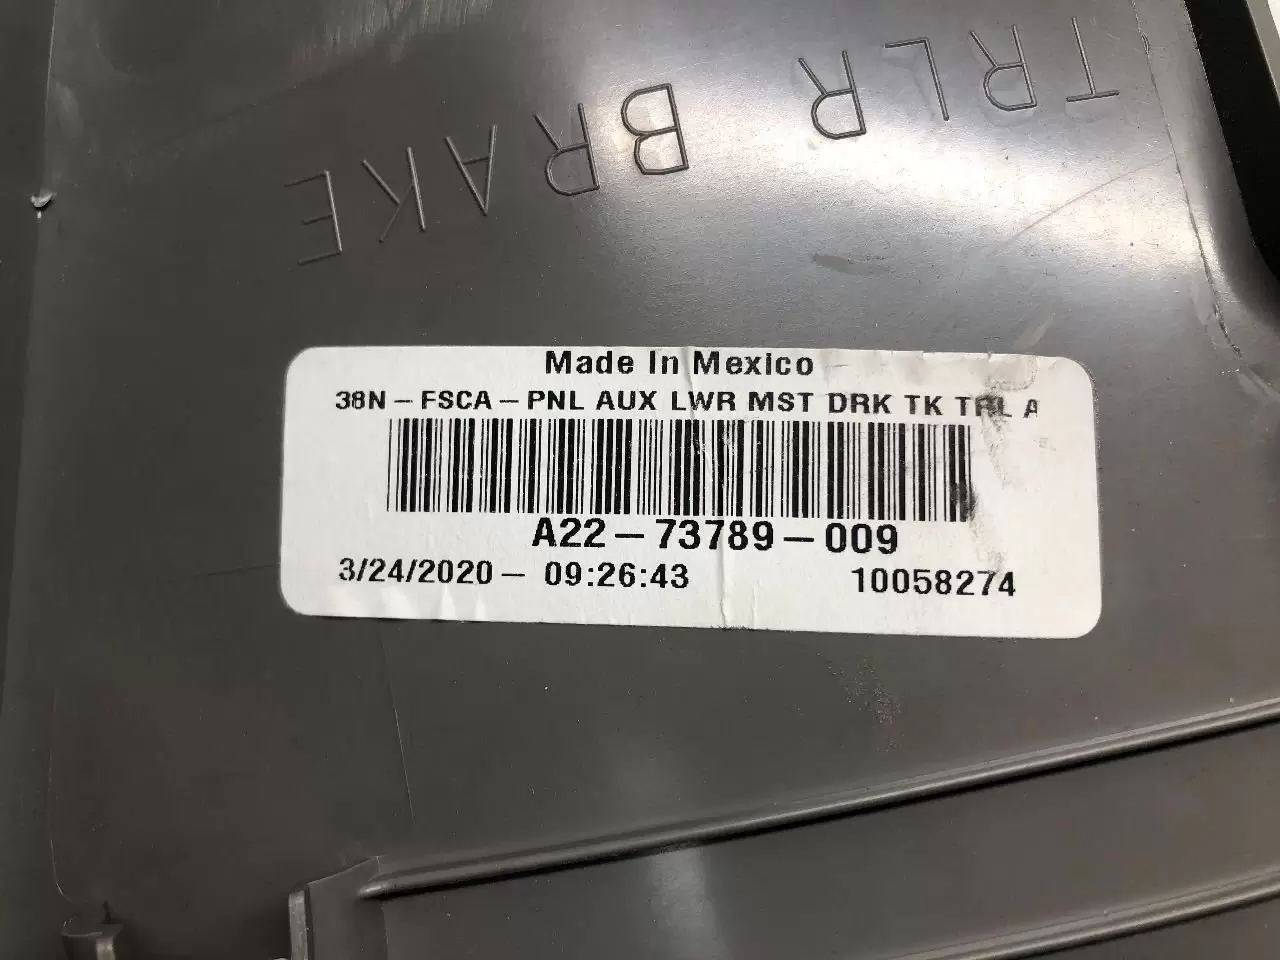 TRLR BRAKE
Made In Mexico
38N – FSCA – PNL AUX LWR MST DRK TK TRL A
A22 – 73789 – 009
3/24/2020 – 09:26:43 10058274